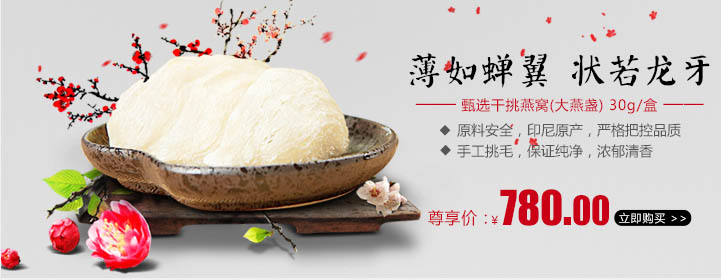 薄如蝉翼 状若龙牙
甄选干挑燕窝(大燕盏) 30g/盒
◆ 原料安全，印尼原产，严格把控品质
◆ 手工挑毛，保证纯净，浓郁清香
尊享价：¥780.00 立即购买 >>